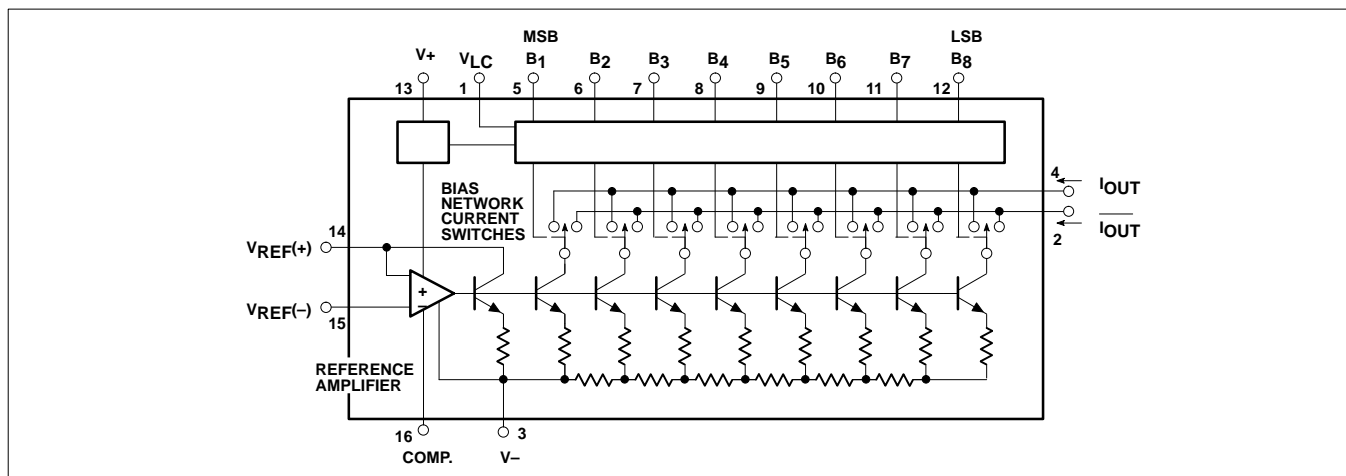 MSB LSB
V+ VLC B1 B2 B3 B4 B5 B6 B7 B8
13 1 5 6 7 8 9 10 11 12
4
IOUT
BIAS
NETWORK
CURRENT
SWITCHES
IOUT
2
14
VREF(+)
VREF(–)
15
+
–
REFERENCE
AMPLIFIER
16 3
COMP. V–